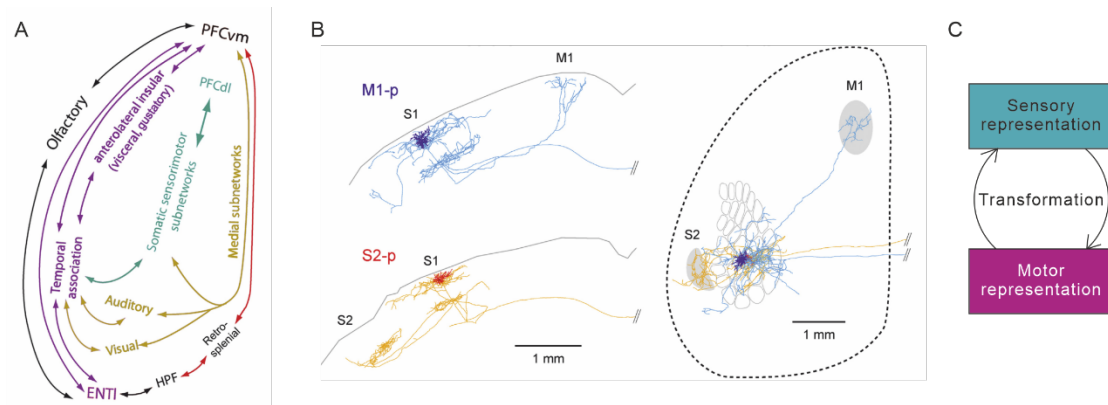 A
PFCvm
PFCdl
Olfactory
anterolateral insular
(visceral, gustatory)
Somatic sensorimotor
subnetworks
Medial subnetworks
Temporal
association
Auditory
Visual
Retro-
splenial
HPF
ENTl
B
M1-p
S1
M1
S2-p
S1
S2
1 mm
M1
S2
1 mm
C
Sensory
representation
Transformation
Motor
representation